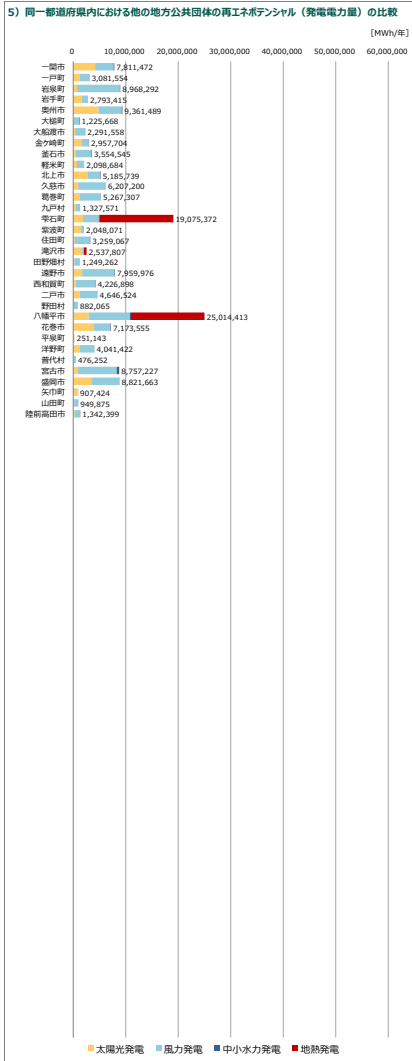 5）同一都道府県内における他の地方公共団体の再エネポテンシャル（発電電力量）の比較
[MWh/年]
0 10,000,000 20,000,000 30,000,000 40,000,000 50,000,000 60,000,000
一関市 7,811,472
一戸町 3,081,554
岩泉町 8,968,292
岩手町 2,793,415
奥州市 9,361,489
大槌町 1,225,668
大船渡市 2,291,558
金ケ崎町 2,957,704
釜石市 3,554,545
軽米町 2,098,684
北上市 5,185,739
久慈市 6,207,200
葛巻町 5,267,307
九戸村 1,327,571
雫石町 19,075,372
紫波町 2,048,071
住田町 3,259,067
滝沢市 2,537,807
田野畑村 1,249,262
遠野市 7,959,976
西和賀町 4,226,898
二戸市 4,646,524
野田村 882,065
八幡平市 25,014,413
花巻市 7,173,555
平泉町 251,143
洋野町 4,041,422
普代村 476,252
宮古市 8,757,227
盛岡市 8,821,663
矢巾町 907,424
山田町 949,875
陸前高田市 1,342,399
太陽光発電 風力発電 中小水力発電 地熱発電